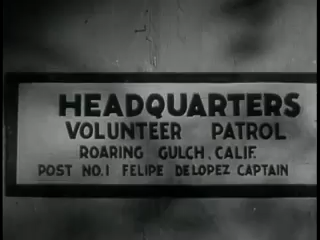 HEADQUARTERS
VOLUNTEER PATROL
ROARING GULCH, CALIF.
POST NO.1 FELIPE DELOPEZ CAPTAIN